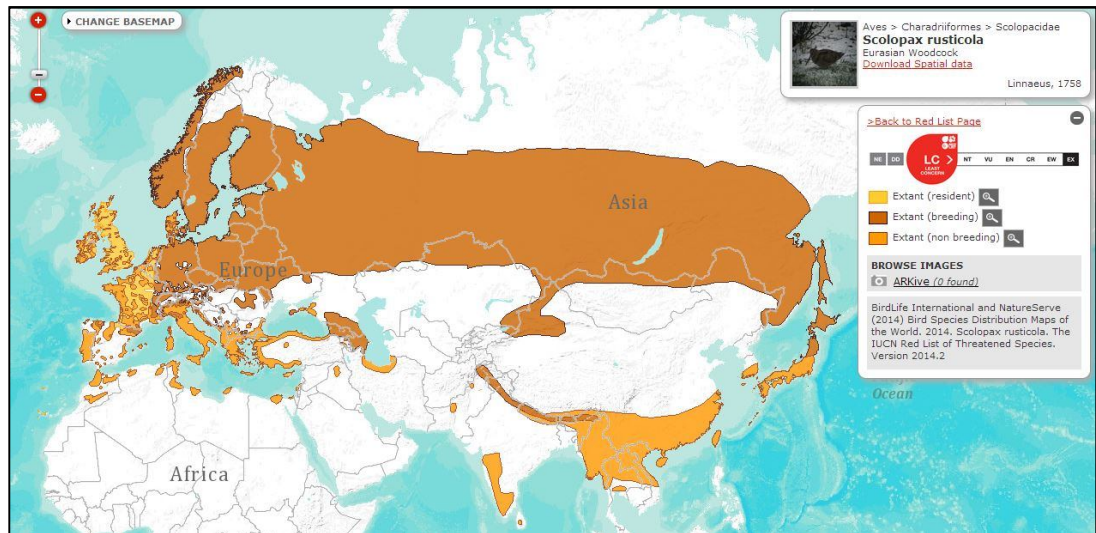 CHANGE BASEMAP
Aves > Charadriiformes > Scolopacidae
Scolopax rusticola
Eurasian Woodcock
Download Spatial data
Linnaeus, 1758
>Back to Red List Page
NE DD LC > NT VU EN CR EW EX
LEAST
CONCERN
Extant (resident)
Extant (breeding)
Extant (non breeding)
BROWSE IMAGES
ARKive (0 found)
BirdLife International and NatureServe
(2014) Bird Species Distribution Maps of
the World. 2014. Scolopax rusticola. The
IUCN Red List of Threatened Species.
Version 2014.2
Asia
Europe
Africa
Ocean